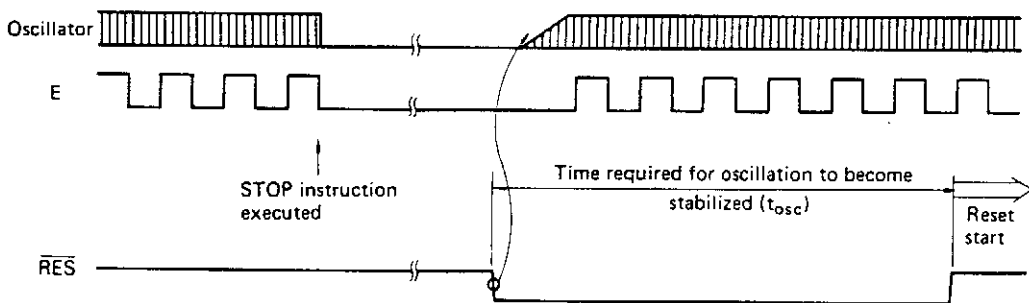 Oscillator
E
STOP instruction
executed
Time required for oscillation to become
stabilized (tosc)
Reset
start
RES